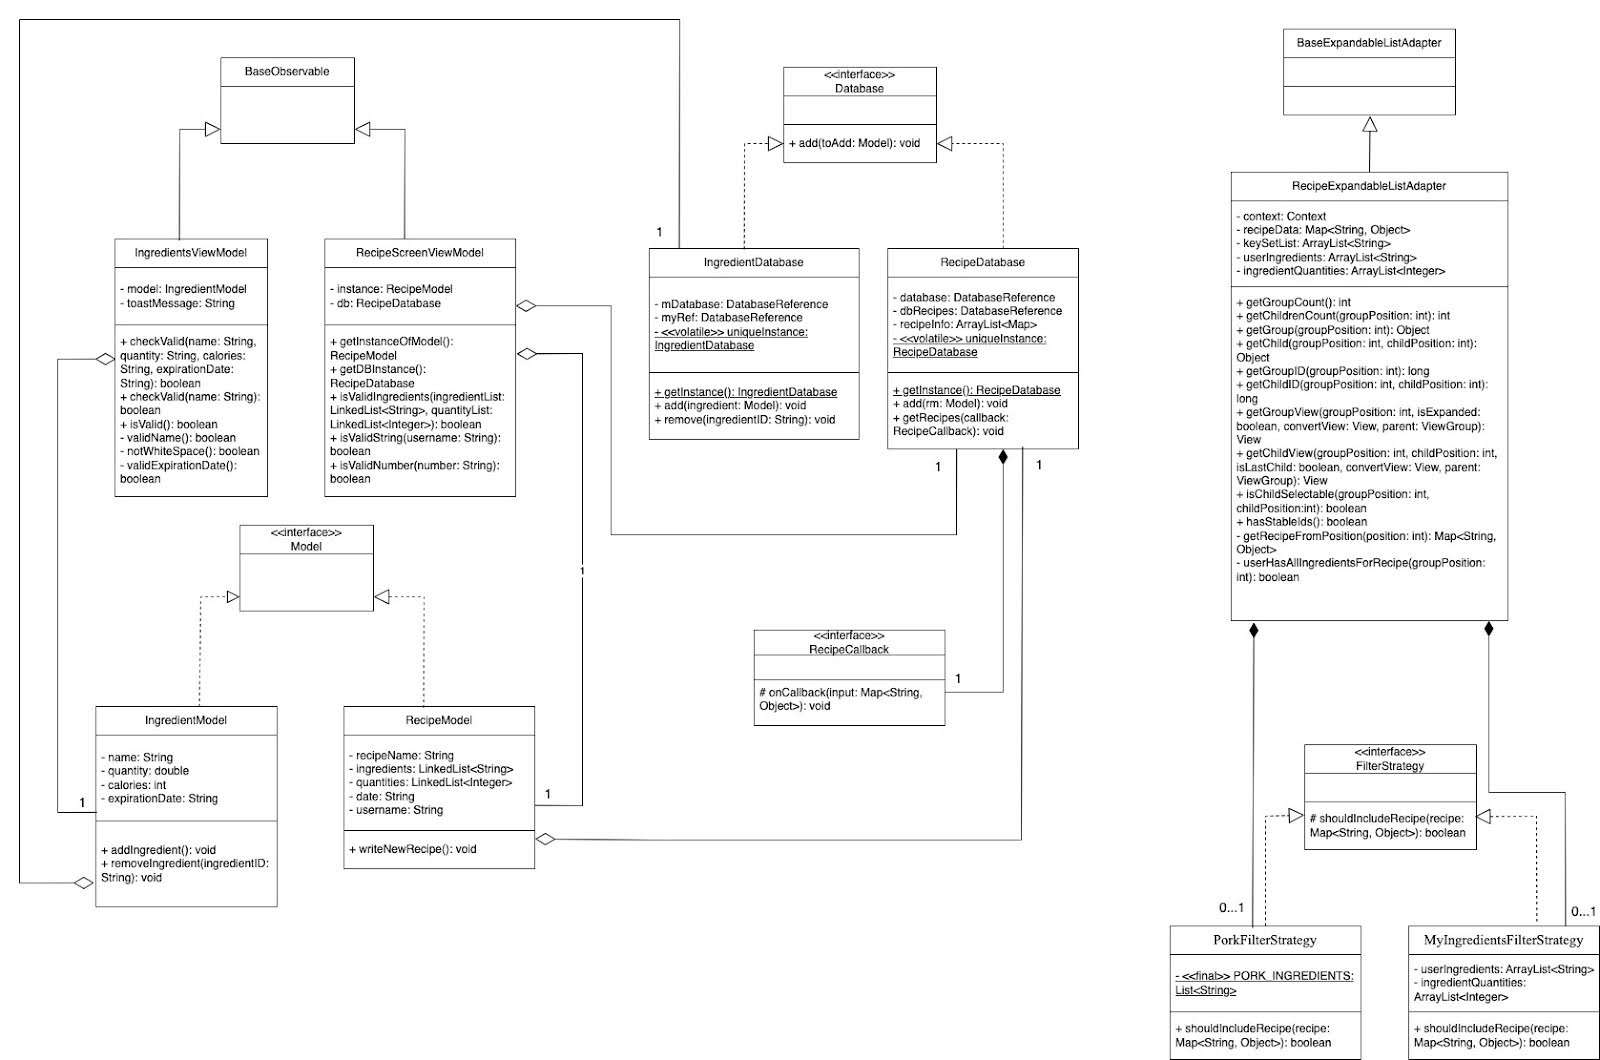 BaseObservable
<<interface>>
Database
+ add(toAdd: Model): void
BaseExpandableListAdapter
IngredientsViewModel
- model: IngredientModel
- toastMessage: String
+ checkValid(name: String,
quantity: String, calories:
String, expirationDate:
String): boolean
+ checkValid(name: String):
boolean
+ isValid(): boolean
- validName(): boolean
- notWhiteSpace(): boolean
- validExpirationDate():
boolean
RecipeScreenViewModel
- instance: RecipeModel
- db: RecipeDatabase
+ getInstanceOfModel():
RecipeModel
+ getDBInstance():
RecipeDatabase
+ isValidIngredients(ingredientList:
LinkedList<String>, quantityList:
LinkedList<Integer>): boolean
+ isValidString(username: String):
boolean
+ isValidNumber(number: String):
boolean
1
IngredientDatabase
- mDatabase: DatabaseReference
- myRef: DatabaseReference
- <<volatile>> uniqueInstance:
IngredientDatabase
+ getInstance(): IngredientDatabase
+ add(ingredient: Model): void
+ remove(ingredientID: String): void
RecipeDatabase
- database: DatabaseReference
- dbRecipes: DatabaseReference
- recipeInfo: ArrayList<Map>
- <<volatile>> uniqueInstance:
RecipeDatabase
+ getInstance(): RecipeDatabase
+ add(rm: Model): void
+ getRecipes(callback:
RecipeCallback): void
1
1
RecipeExpandableListAdapter
- context: Context
- recipeData: Map<String, Object>
- keySetList: ArrayList<String>
- userIngredients: ArrayList<String>
- ingredientQuantities: ArrayList<Integer>
+ getGroupCount(): int
+ getChildrenCount(groupPosition: int): int
+ getGroup(groupPosition: int): Object
+ getChild(groupPosition: int, childPosition: int):
Object
+ getGroupID(groupPosition: int): long
+ getChildID(groupPosition: int, childPosition: int):
long
+ getGroupView(groupPosition: int, isExpanded:
boolean, convertView: View, parent: ViewGroup):
View
+ getChildView(groupPosition: int, childPosition: int,
isLastChild: boolean, convertView: View, parent:
ViewGroup): View
+ isChildSelectable(groupPosition: int,
childPosition:int): boolean
+ hasStableIds(): boolean
- getRecipeFromPosition(position: int): Map<String,
Object>
- userHasAllIngredientsForRecipe(groupPosition:
int): boolean
<<interface>>
Model
1
<<interface>>
RecipeCallback
# onCallback(input: Map<String,
Object>): void
1
IngredientModel
- name: String
- quantity: double
- calories: int
- expirationDate: String
+ addIngredient(): void
+ removeIngredient(ingredientID:
String): void
1
RecipeModel
- recipeName: String
- ingredients: LinkedList<String>
- quantities: LinkedList<Integer>
- date: String
- username: String
+ writeNewRecipe(): void
1
<<interface>>
FilterStrategy
# shouldIncludeRecipe(recipe:
Map<String, Object>): boolean
0...1
0...1
PorkFilterStrategy
- <<final>> PORK_INGREDIENTS:
List<String>
+ shouldIncludeRecipe(recipe:
Map<String, Object>): boolean
MyIngredientsFilterStrategy
- userIngredients: ArrayList<String>
- ingredientQuantities:
ArrayList<Integer>
+ shouldIncludeRecipe(recipe:
Map<String, Object>): boolean